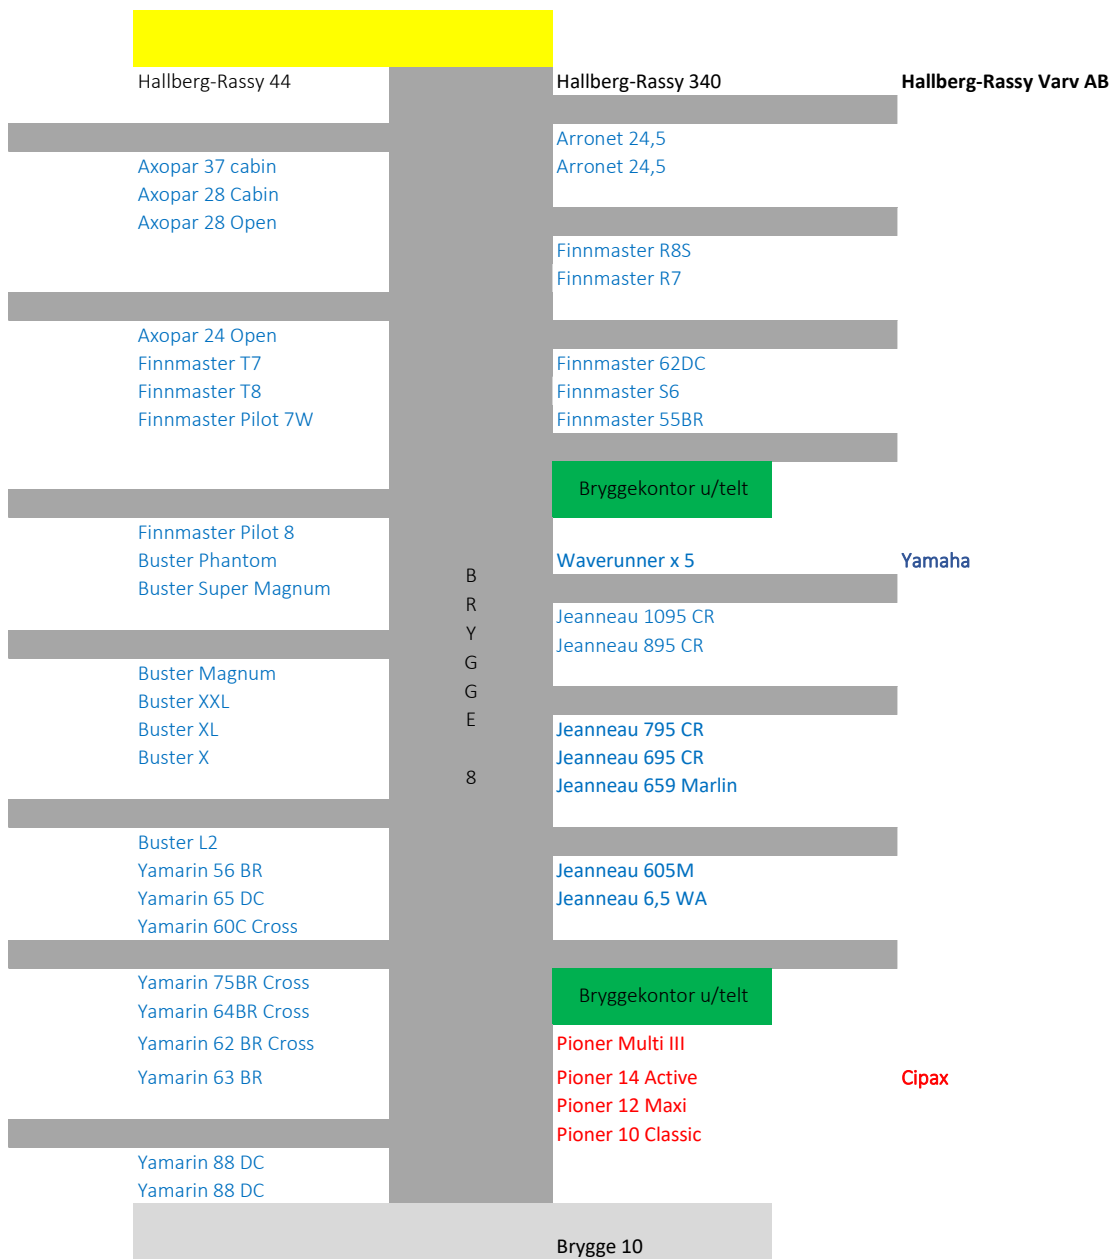 Hallberg-Rassy 44 Hallberg-Rassy 340 Hallberg-Rassy Varv AB
Arronet 24,5
Axopar 37 cabin Arronet 24,5
Axopar 28 Cabin
Axopar 28 Open
Finnmaster R8S
Finnmaster R7
Axopar 24 Open
Finnmaster T7 Finnmaster 62DC
Finnmaster T8 Finnmaster S6
Finnmaster Pilot 7W Finnmaster 55BR
Bryggekontor u/telt
Finnmaster Pilot 8
Buster Phantom Waverunner x 5 Yamaha
Buster Super Magnum
Jeanneau 1095 CR
Jeanneau 895 CR
Buster Magnum
Buster XXL
Buster XL Jeanneau 795 CR
Buster X Jeanneau 695 CR
Jeanneau 659 Marlin
BRYGGE 8
Buster L2
Yamarin 56 BR Jeanneau 605M
Yamarin 65 DC Jeanneau 6,5 WA
Yamarin 60C Cross
Yamarin 75BR Cross
Bryggekontor u/telt
Yamarin 64BR Cross
Yamarin 62 BR Cross Pioner Multi III
Yamarin 63 BR Pioner 14 Active Cipax
Pioner 12 Maxi
Pioner 10 Classic
Yamarin 88 DC
Yamarin 88 DC
Brygge 10